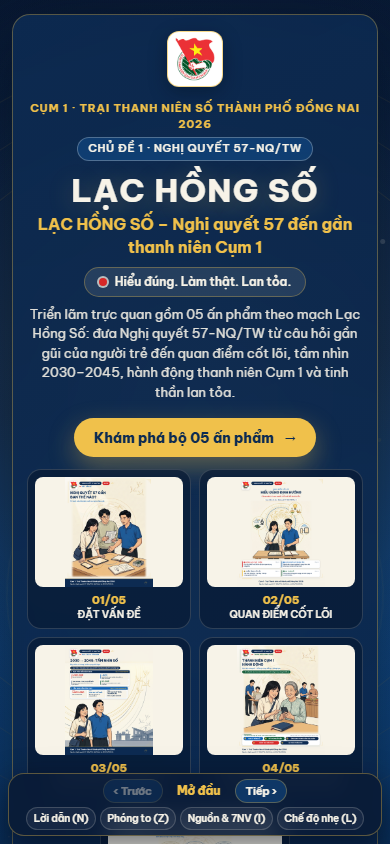 CỤM 1 · TRẠI THANH NIÊN SỐ THÀNH PHỐ ĐỒNG NAI
2026
CHỦ ĐỀ 1 · NGHỊ QUYẾT 57-NQ/TW
LẠC HỒNG SỐ
LẠC HỒNG SỐ – Nghị quyết 57 đến gần
thanh niên Cụm 1
Hiểu đúng. Làm thật. Lan tỏa.
Triển lãm trực quan gồm 05 ấn phẩm theo mạch Lạc
Hồng Số: đưa Nghị quyết 57-NQ/TW từ câu hỏi gần
gũi của người trẻ đến quan điểm cốt lõi, tầm nhìn
2030–2045, hành động thanh niên Cụm 1 và tinh
thần lan tỏa.
Khám phá bộ 05 ấn phẩm →
01/05
ĐẶT VẤN ĐỀ
02/05
QUAN ĐIỂM CỐT LÕI
03/05
04/05
‹ Trước
Mở đầu
Tiếp ›
Lời dẫn (N)
Phóng to (Z)
Nguồn & 7NV (I)
Chế độ nhẹ (L)